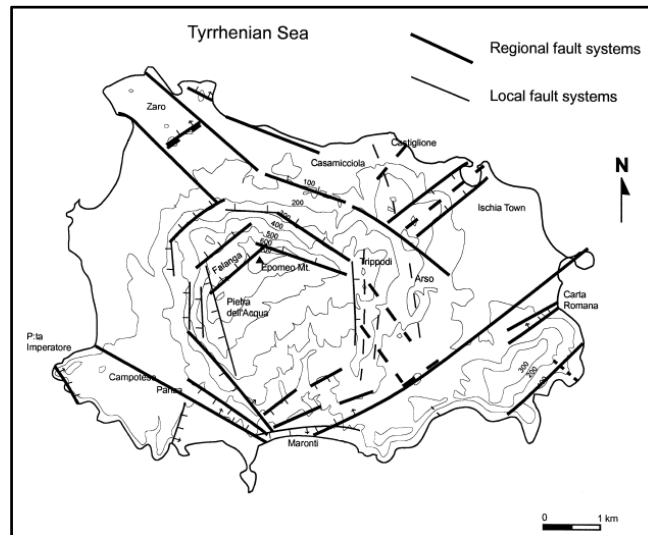 Tyrrhenian Sea
Regional fault systems
Local fault systems
Zaro
Castiglione
Casamicciola
N
100
Ischia Town
200
300
400
500
600
Falanga
Epomeo Mt.
Trippodi
Arso
Pietra
dell'Acqua
Carta
Romana
P:ta
Imperatore
Campotese
Panza
300
200
Maronti
0 1 km